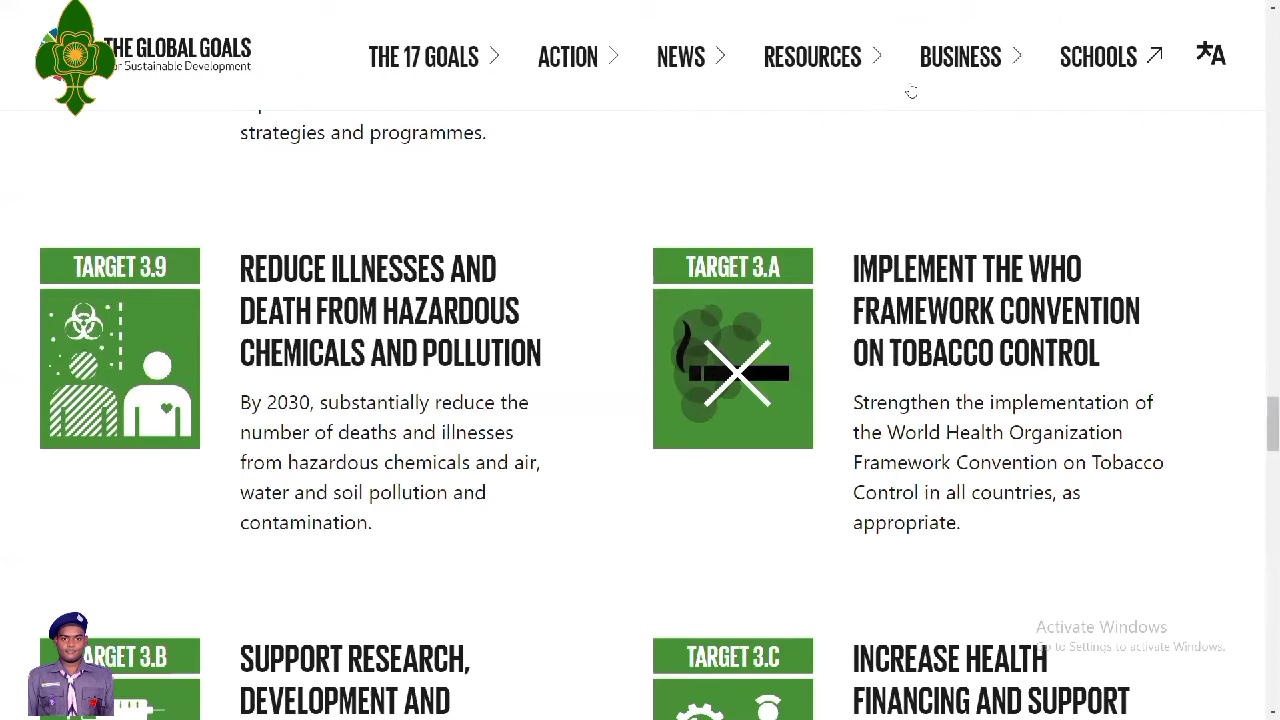 THE GLOBAL GOALS
for Sustainable Development
THE 17 GOALS
ACTION
NEWS
RESOURCES
BUSINESS
SCHOOLS
strategies and programmes.
TARGET 3.9
REDUCE ILLNESSES AND
DEATH FROM HAZARDOUS
CHEMICALS AND POLLUTION
By 2030, substantially reduce the
number of deaths and illnesses
from hazardous chemicals and air,
water and soil pollution and
contamination.
TARGET 3.A
IMPLEMENT THE WHO
FRAMEWORK CONVENTION
ON TOBACCO CONTROL
Strengthen the implementation of
the World Health Organization
Framework Convention on Tobacco
Control in all countries, as
appropriate.
TARGET 3.B
SUPPORT RESEARCH,
DEVELOPMENT AND
TARGET 3.C
INCREASE HEALTH
FINANCING AND SUPPORT
Activate Windows
Go to Settings to activate Windows.